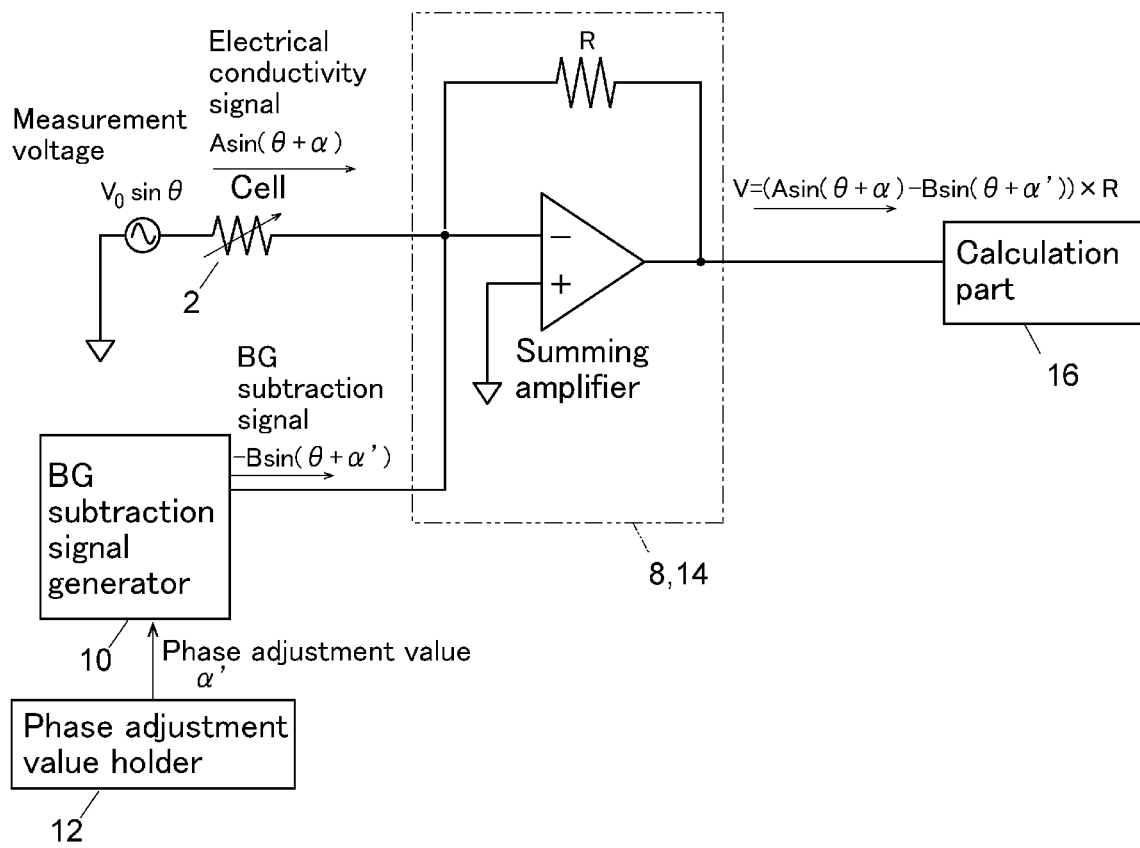 Electrical
conductivity
signal
Asin(θ+α)
Measurement
voltage
V₀ sin θ
Cell
2
R
−
+
Summing
amplifier
8,14
V=(Asin(θ+α)−Bsin(θ+α'))×R
Calculation
part
16
BG
subtraction
signal
−Bsin(θ+α')
BG
subtraction
signal
generator
10
Phase adjustment value
α'
Phase adjustment
value holder
12